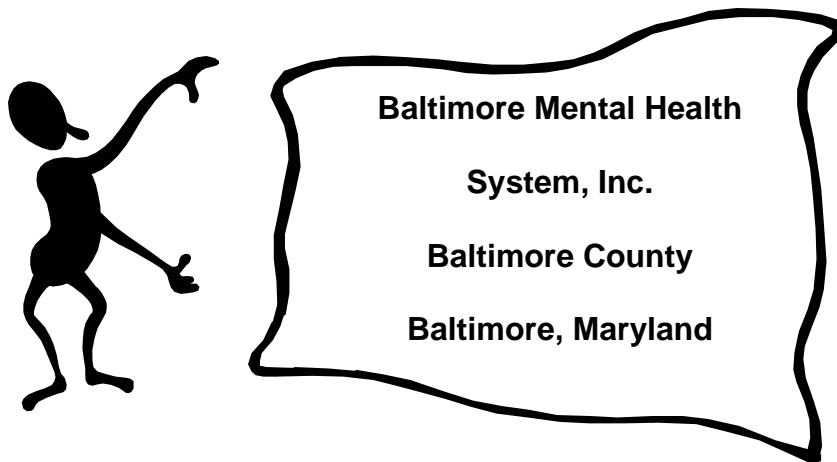 Baltimore Mental Health
System, Inc.
Baltimore County
Baltimore, Maryland